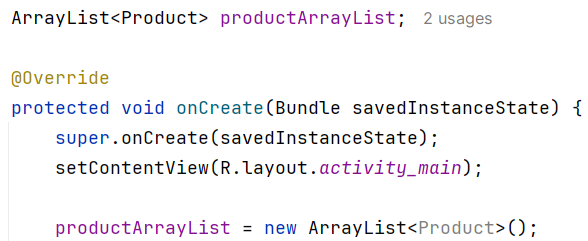 ArrayList<Product> productArrayList; 2 usages
@Override
protected void onCreate(Bundle savedInstanceState) {
super.onCreate(savedInstanceState);
setContentView(R.layout.activity_main);
productArrayList = new ArrayList<Product>();